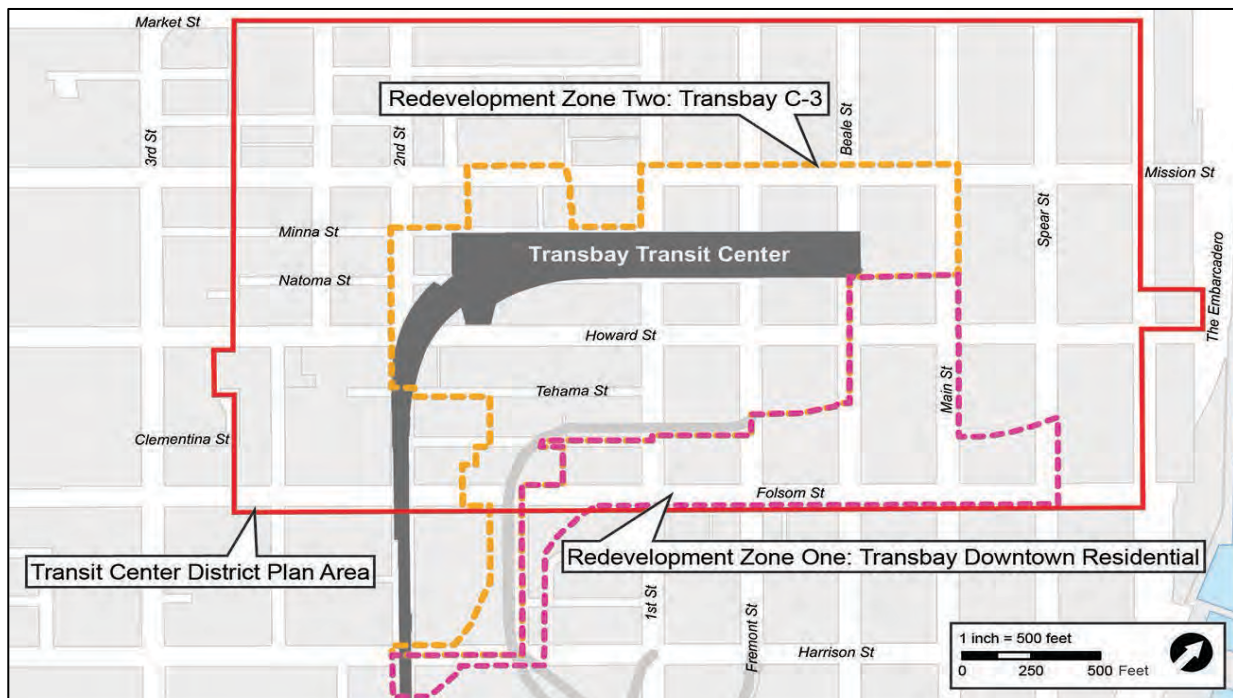 Market St
3rd St
2nd St
Redevelopment Zone Two: Transbay C-3
Beale St
Mission St
Spear St
Minna St
Transbay Transit Center
Natoma St
The Embarcadero
Howard St
Tehama St
Main St
Clementina St
Folsom St
Transit Center District Plan Area
Redevelopment Zone One: Transbay Downtown Residential
1st St
Fremont St
Harrison St
1 inch = 500 feet
0 250 500 Feet